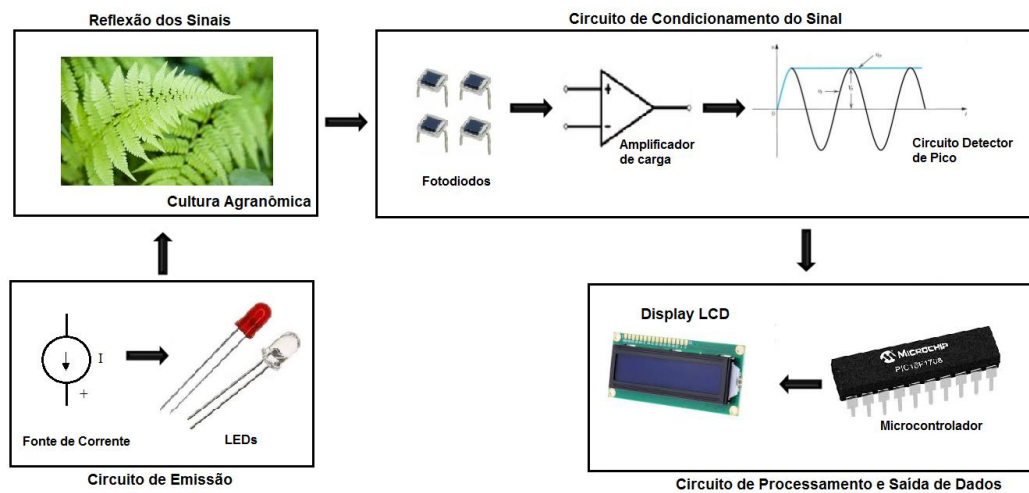 Reflexão dos Sinais
Cultura Agranômica
Circuito de Condicionamento do Sinal
Fotodiodos
+
-
Amplificador
de carga
Circuito Detector
de Pico
I
+
Fonte de Corrente
LEDs
Circuito de Emissão
Display LCD
MICROCHIP
Microcontrolador
Circuito de Processamento e Saída de Dados